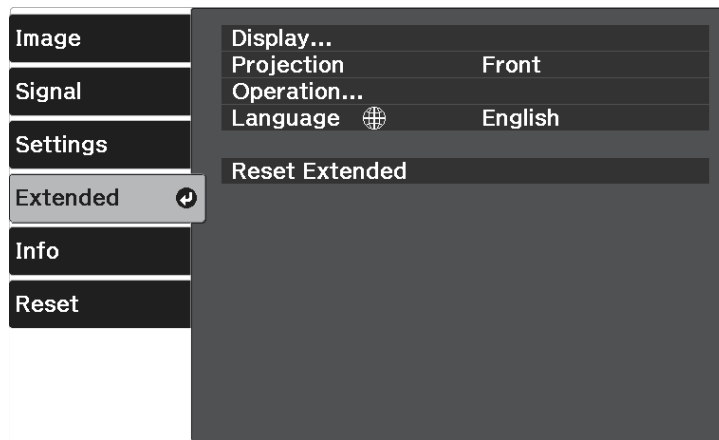 Image
Signal
Settings
Extended
Info
Reset
Display...
Projection Front
Operation...
Language English
Reset Extended